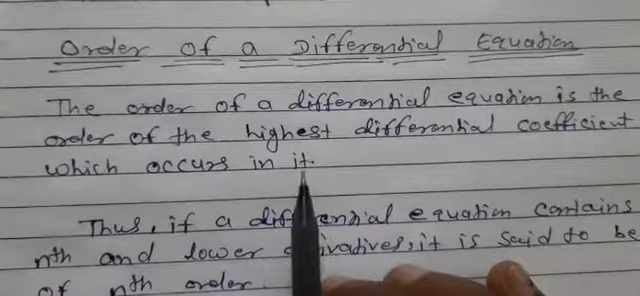 Order of a Differential Equation
The order of a differential equation is the
order of the highest differential coefficient
which occurs in it.
Thus, if a differential equation contains
nth and lower derivatives, it is said to be
of nth order.